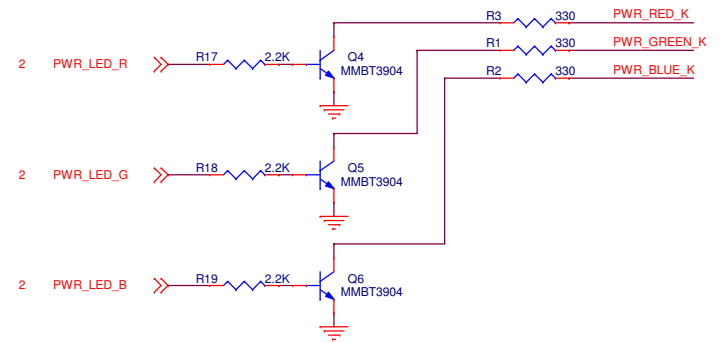 R3 330 PWR_RED_K
R1 330 PWR_GREEN_K
2 PWR_LED_R R17 2.2K Q4 R2 330 PWR_BLUE_K
MMBT3904
2 PWR_LED_G R18 2.2K Q5
MMBT3904
2 PWR_LED_B R19 2.2K Q6
MMBT3904